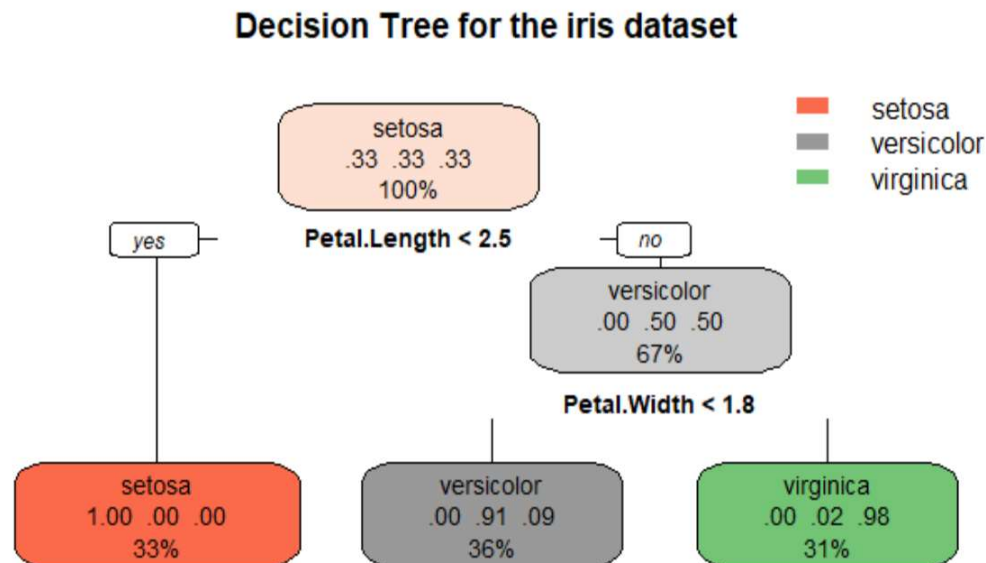 Decision Tree for the iris dataset
setosa
.33 .33 .33
100%
setosa
versicolor
virginica
yes
Petal.Length < 2.5
no
versicolor
.00 .50 .50
67%
Petal.Width < 1.8
setosa
1.00 .00 .00
33%
versicolor
.00 .91 .09
36%
virginica
.00 .02 .98
31%